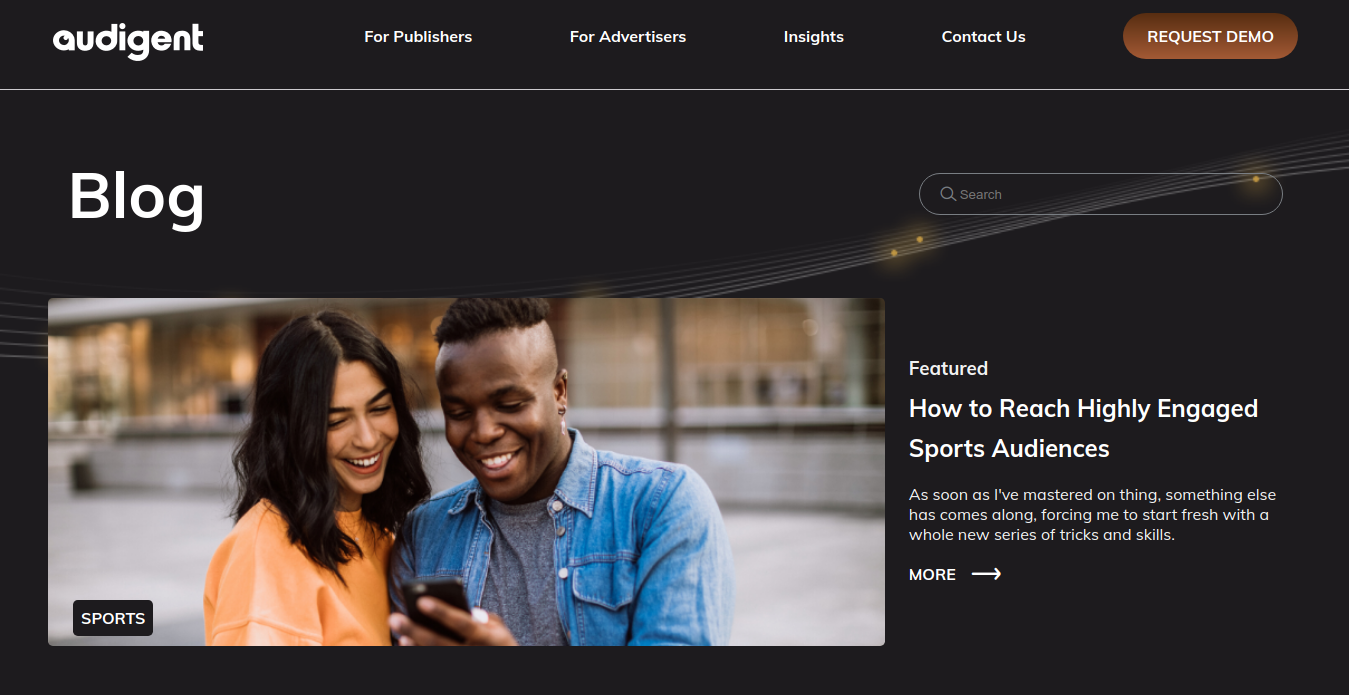 audigent
For Publishers
For Advertisers
Insights
Contact Us
REQUEST DEMO
Blog
Search
SPORTS
Featured
How to Reach Highly Engaged
Sports Audiences
As soon as I've mastered on thing, something else
has comes along, forcing me to start fresh with a
whole new series of tricks and skills.
MORE